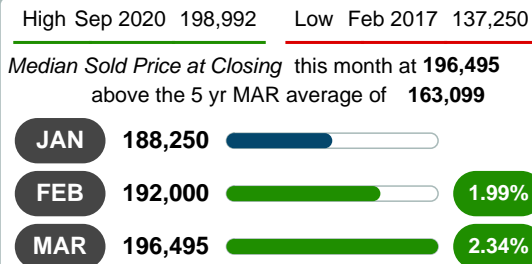 High Sep 2020 198,992 Low Feb 2017 137,250
Median Sold Price at Closing this month at 196,495
above the 5 yr MAR average of 163,099
JAN 188,250
FEB 192,000 1.99%
MAR 196,495 2.34%